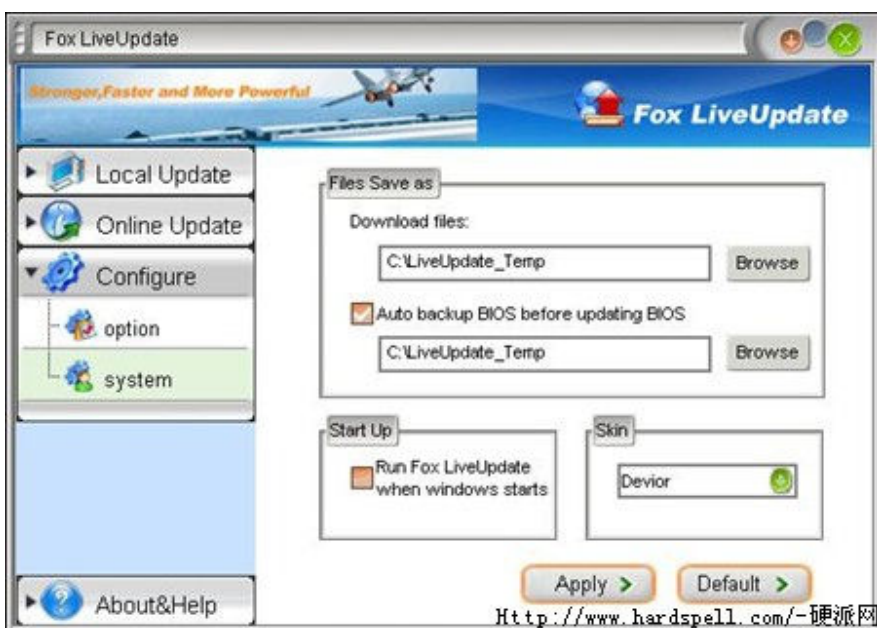 Fox LiveUpdate
Stronger,Faster and More Powerful
Fox LiveUpdate
Local Update
Online Update
Configure
option
system
About&Help
Files Save as
Download files:
C:\LiveUpdate_Temp
Browse
Auto backup BIOS before updating BIOS
C:\LiveUpdate_Temp
Browse
Start Up
Run Fox LiveUpdate
when windows starts
Skin
Devior
Apply >
Default >
Http://www.hardspell.com/-硬派网